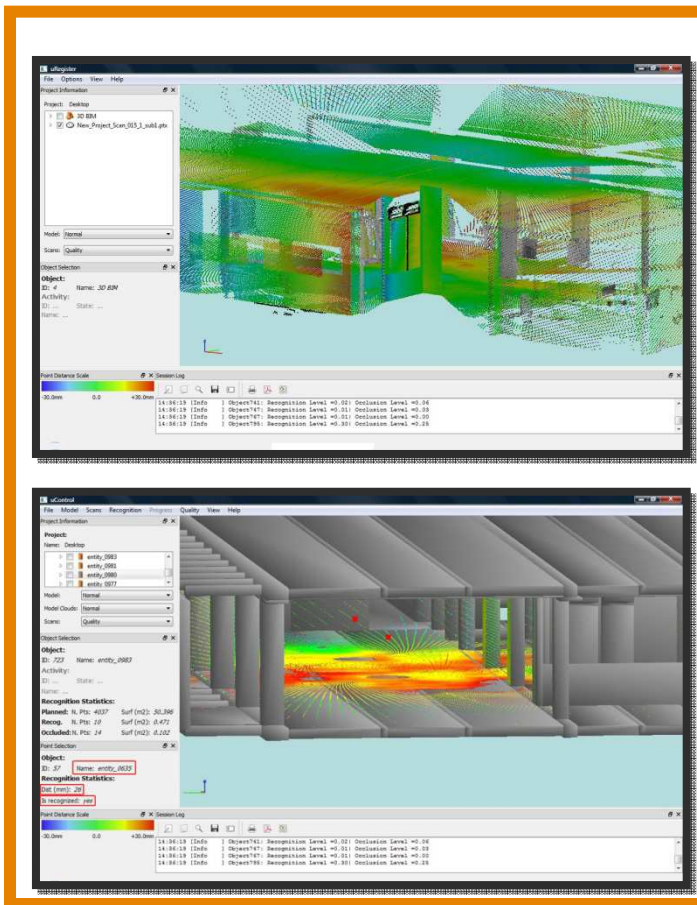 uRegister
File Options View Help
Project Information
Project: Desktop
3D BIM
New_Project_Scan_015_1_sub1.ptx
Model: Normal
Scans: Quality
Object Selection
Object:
ID: 4 Name: 3D BIM
Activity:
ID: ... State: ...
Name: ...
Point Distance Scale
-30.0mm 0.0 +30.0mm
Session Log
14:56:19 [Info ] Object741: Recognition Level =0.02| Occlusion Level =0.06
14:56:19 [Info ] Object747: Recognition Level =0.01| Occlusion Level =0.03
14:56:19 [Info ] Object767: Recognition Level =0.01| Occlusion Level =0.00
14:56:19 [Info ] Object795: Recognition Level =0.30| Occlusion Level =0.25
uControl
File Model Scans Recognition Progress Quality View Help
Project Information
Project:
Name: Desktop
entity_0983
entity_0981
entity_0980
entity_0977
Model: Normal
Model Clouds: Normal
Scans: Quality
Object Selection
Object:
ID: 723 Name: entity_0983
Activity:
ID: ... State: ...
Name: ...
Recognition Statistics:
Planned: N. Pts: 4037 Surf (m2): 50.396
Recog. N. Pts: 10 Surf (m2): 0.471
Occluded: N. Pts: 14 Surf (m2): 0.102
Point Selection
Object:
ID: 57 Name: entity_0635
Recognition Statistics:
Dist (mm): 26
Is recognized: yes
Point Distance Scale
-30.0mm 0.0 +30.0mm
Session Log
14:56:19 [Info ] Object741: Recognition Level =0.02| Occlusion Level =0.06
14:56:19 [Info ] Object747: Recognition Level =0.01| Occlusion Level =0.03
14:56:19 [Info ] Object767: Recognition Level =0.01| Occlusion Level =0.00
14:56:19 [Info ] Object795: Recognition Level =0.30| Occlusion Level =0.25